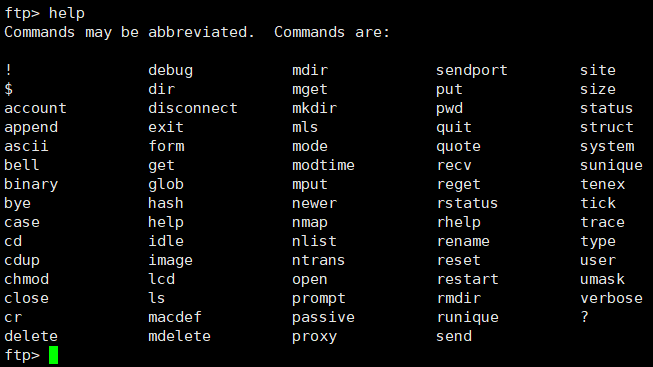 ftp> help
Commands may be abbreviated.  Commands are:

!               debug           mdir            sendport        site
$               dir             mget            put             size
account         disconnect      mkdir           pwd             status
append          exit            mls             quit            struct
ascii           form            mode            quote           system
bell            get             modtime         recv            sunique
binary          glob            mput            reget           tenex
bye             hash            newer           rstatus         tick
case            help            nmap            rhelp           trace
cd              idle            nlist           rename          type
cdup            image           ntrans          reset           user
chmod           lcd             open            restart         umask
close           ls              prompt          rmdir           verbose
cr              macdef          passive         runique         ?
delete          mdelete         proxy           send
ftp>